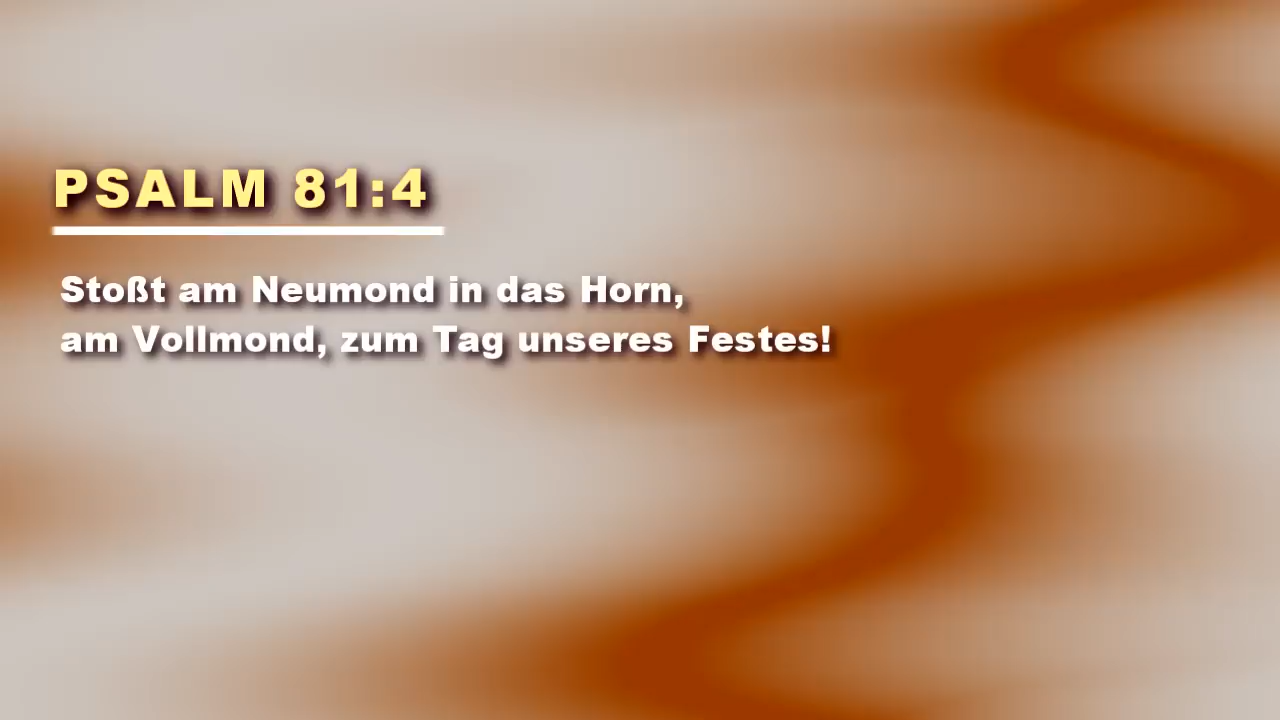 PSALM 81:4
Stoßt am Neumond in das Horn,
am Vollmond, zum Tag unseres Festes!